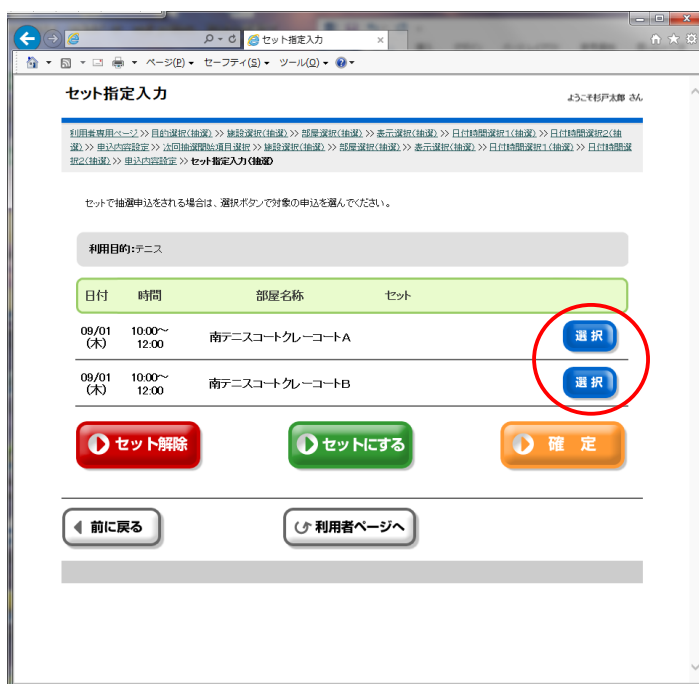 セット指定入力
ページ(P) セーフティ(S) ツール(O)
セット指定入力
ようこそ杉戸太郎 さん
利用者専用ページ >> 目的選択(抽選) >> 施設選択(抽選) >> 部屋選択(抽選) >> 表示選択(抽選) >> 日付時間選択1(抽選) >> 日付時間選択2(抽
選) >> 申込内容設定 >> 次回抽選開始項目選択 >> 施設選択(抽選) >> 部屋選択(抽選) >> 表示選択(抽選) >> 日付時間選択1(抽選) >> 日付時間選
択2(抽選) >> 申込内容設定 >> セット指定入力(抽選)
セットで抽選申込をされる場合は、選択ボタンで対象の申込を選んでください。
利用目的:テニス
日付 時間 部屋名称 セット
09/01
(木)
10:00～
12:00
南テニスコートクレーコートA
選択
09/01
(木)
10:00～
12:00
南テニスコートクレーコートB
選択
セット解除 セットにする 確 定
前に戻る 利用者ページへ